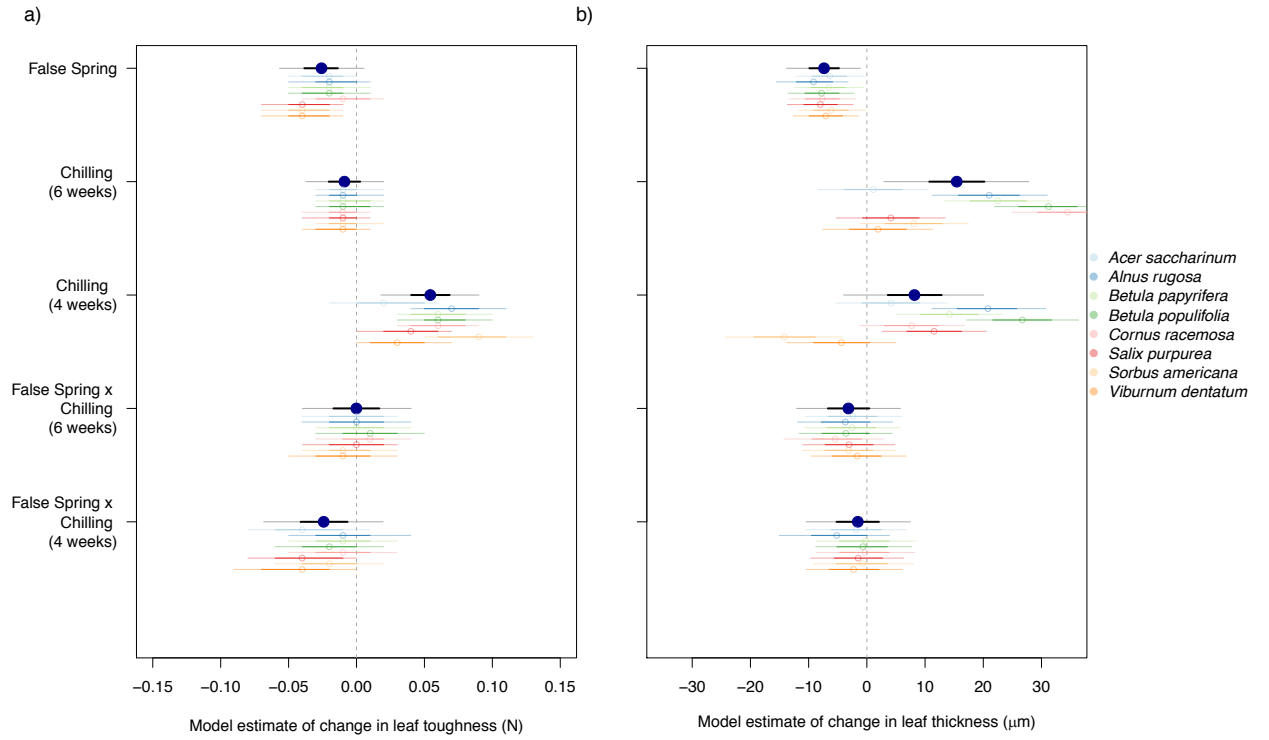 a)
b)
False Spring
Chilling
(6 weeks)
Chilling
(4 weeks)
False Spring x
Chilling
(6 weeks)
False Spring x
Chilling
(4 weeks)
−0.15 −0.10 −0.05 0.00 0.05 0.10 0.15
Model estimate of change in leaf toughness (N)
−30 −20 −10 0 10 20 30
Model estimate of change in leaf thickness (μm)
Acer saccharinum
Alnus rugosa
Betula papyrifera
Betula populifolia
Cornus racemosa
Salix purpurea
Sorbus americana
Viburnum dentatum